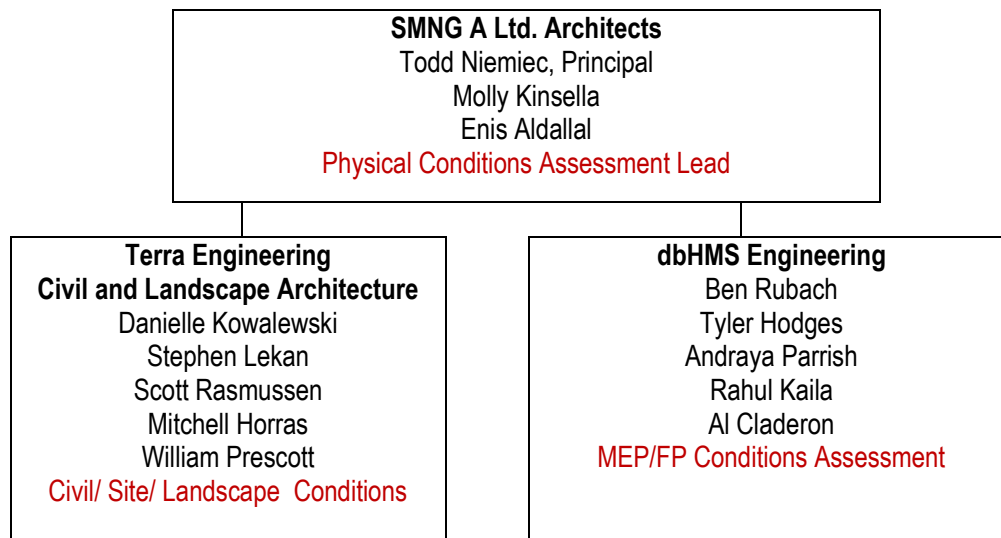 SMNG A Ltd. Architects
Todd Niemiec, Principal
Molly Kinsella
Enis Aldallal
Physical Conditions Assessment Lead
Terra Engineering
Civil and Landscape Architecture
Danielle Kowalewski
Stephen Lekan
Scott Rasmussen
Mitchell Horras
William Prescott
Civil/ Site/ Landscape  Conditions
dbHMS Engineering
Ben Rubach
Tyler Hodges
Andraya Parrish
Rahul Kaila
Al Claderon
MEP/FP Conditions Assessment